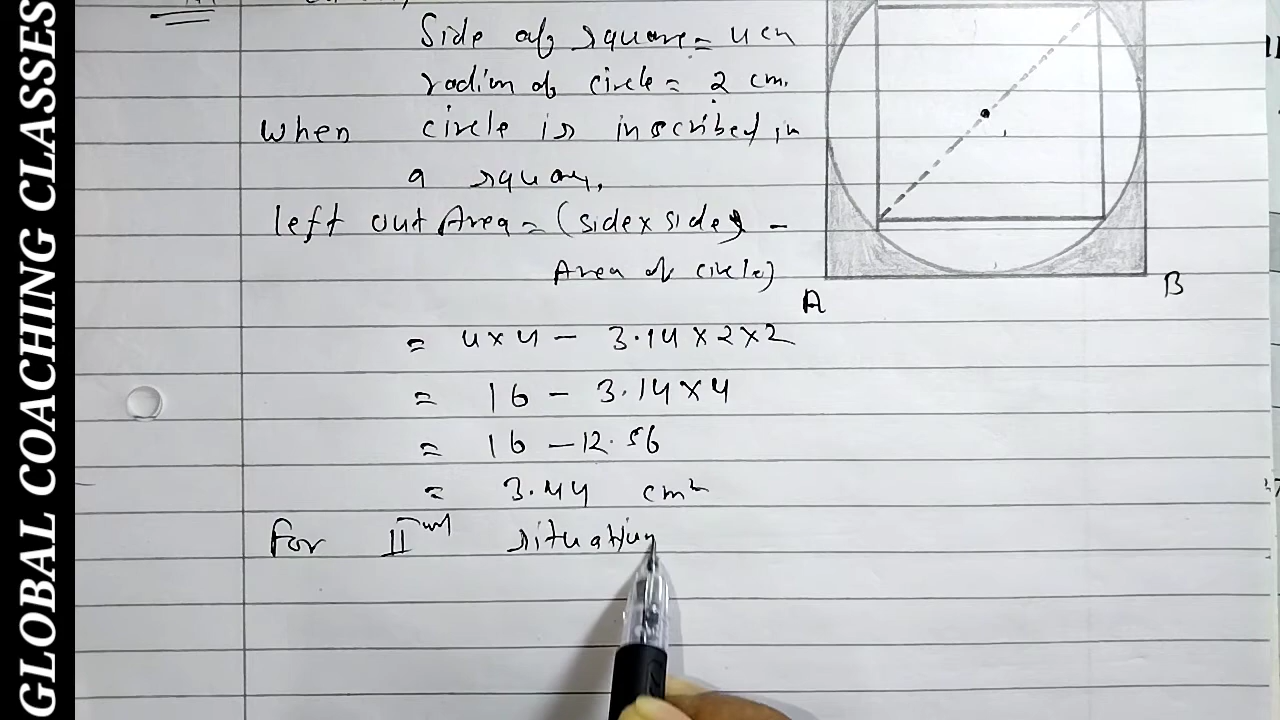 GLOBAL COACHING CLASSES
Side of square = 4 cm
radius of circle = 2 cm.
When circle is inscribed in
a square,
left out Area = (side x side) -
Area of circle)
A
B
= 4 x 4 - 3.14 x 2 x 2
= 16 - 3.14 x 4
= 16 - 12.56
= 3.44 cm²
For II nd situation